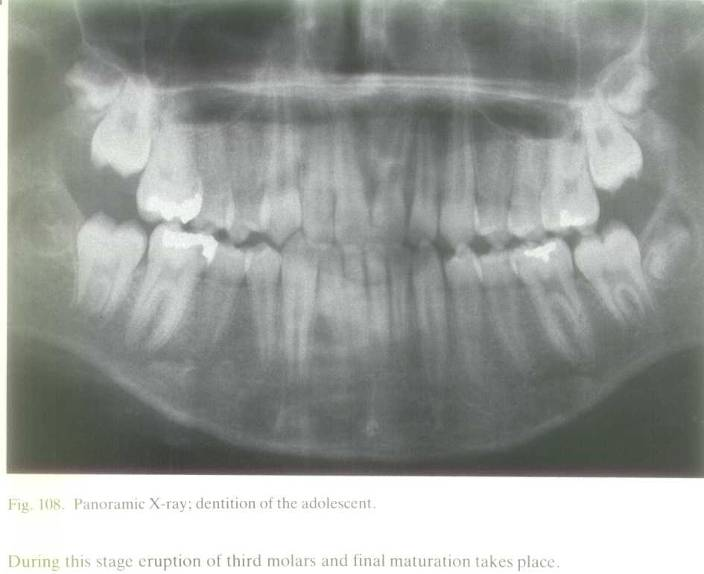 Fig. 108. Panoramic X-ray; dentition of the adolescent.
During this stage eruption of third molars and final maturation takes place.